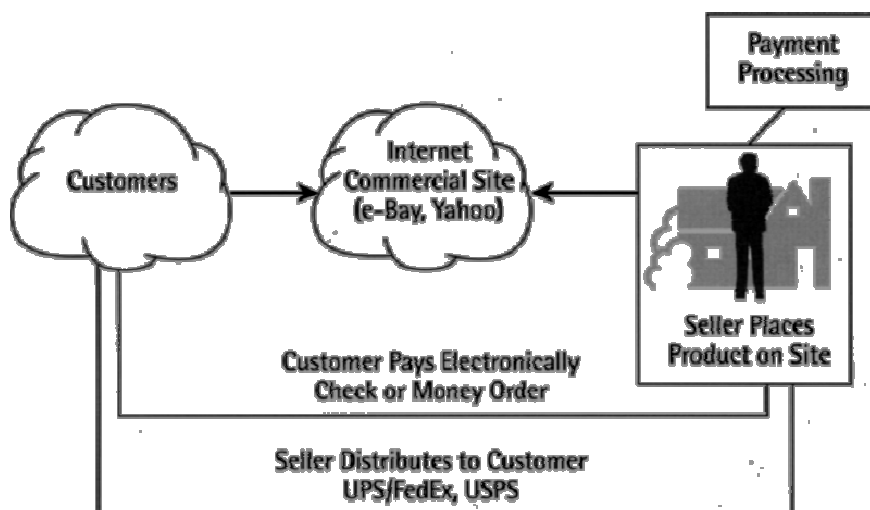 Payment
Processing
Customers
Internet
Commercial Site
(e-Bay, Yahoo)
Seller Places
Product on Site
Customer Pays Electronically
Check or Money Order
Seller Distributes to Customer
UPS/FedEx, USPS